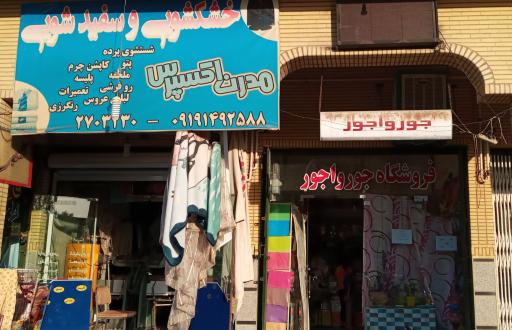 خشکشویی و سفید شویی
مدرن اکسپرس
شستشوی پرده
پتو کاپشن چرم
ملحفه پلیسه
رو فرشی تعمیرات
لباس عروس رنگرزی
۰۹۱۹۱۴۹۲۵۸۸ - ۲۷۰۳۲۳۰
جورواجور
فروشگاه جورواجور